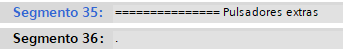 Segmento 35: =============== Pulsadores extras
Segmento 36: .